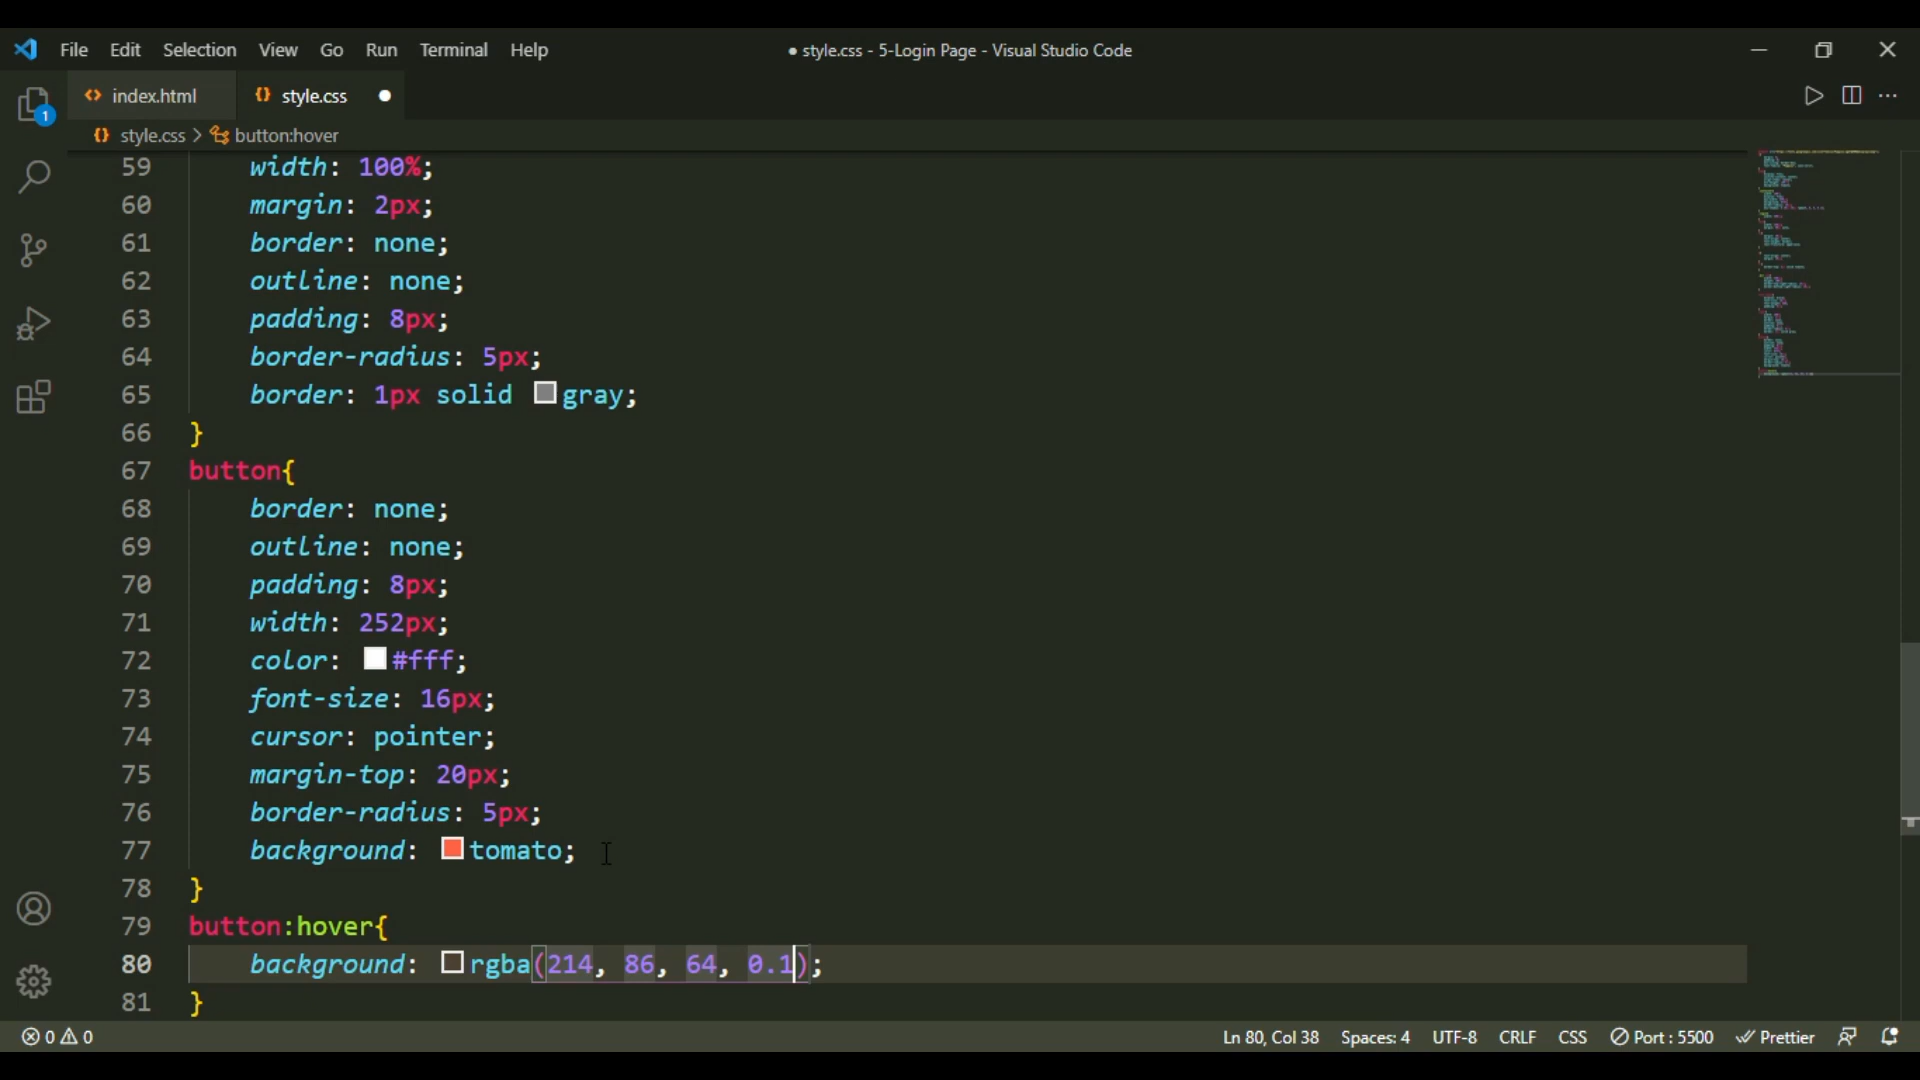 File Edit Selection View Go Run Terminal Help ● style.css - 5-Login Page - Visual Studio Code
index.html style.css
style.css > button:hover
1
59 width: 100%;
60 margin: 2px;
61 border: none;
62 outline: none;
63 padding: 8px;
64 border-radius: 5px;
65 border: 1px solid gray;
66 }
67 button{
68 border: none;
69 outline: none;
70 padding: 8px;
71 width: 252px;
72 color: #fff;
73 font-size: 16px;
74 cursor: pointer;
75 margin-top: 20px;
76 border-radius: 5px;
77 background: tomato;
78 }
79 button:hover{
80 background: rgba(214, 86, 64, 0.1);
81 }
0 0 Ln 80, Col 38 Spaces: 4 UTF-8 CRLF CSS Port : 5500 Prettier